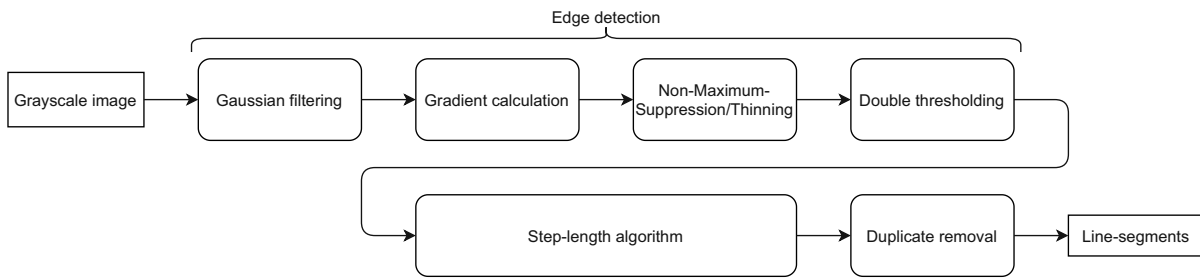 Edge detection
Grayscale image
Gaussian filtering
Gradient calculation
Non-Maximum-
Suppression/Thinning
Double thresholding
Step-length algorithm
Duplicate removal
Line-segments